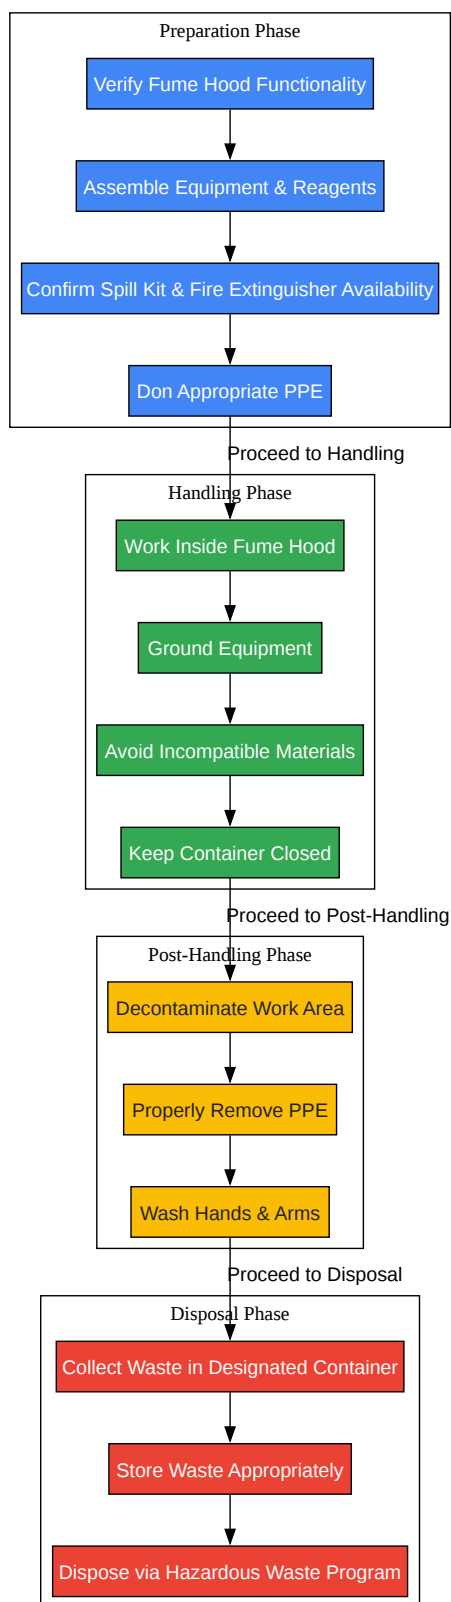 Preparation Phase
Verify Fume Hood Functionality
Assemble Equipment & Reagents
Confirm Spill Kit & Fire Extinguisher Availability
Don Appropriate PPE
Proceed to Handling
Handling Phase
Work Inside Fume Hood
Ground Equipment
Avoid Incompatible Materials
Keep Container Closed
Proceed to Post-Handling
Post-Handling Phase
Decontaminate Work Area
Properly Remove PPE
Wash Hands & Arms
Proceed to Disposal
Disposal Phase
Collect Waste in Designated Container
Store Waste Appropriately
Dispose via Hazardous Waste Program